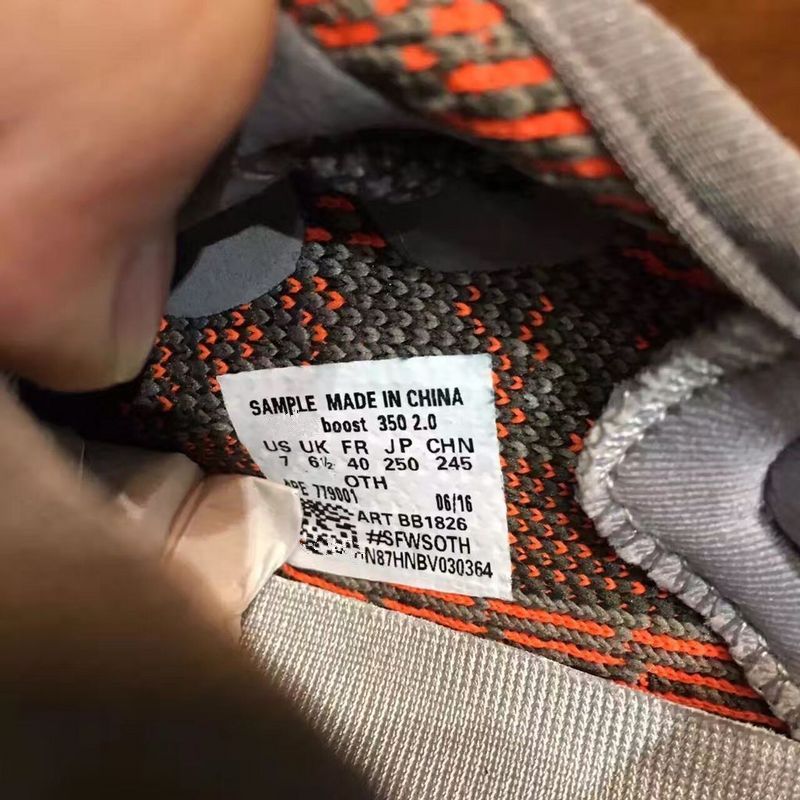 SAMPLE MADE IN CHINA
boost 350 2.0
US UK FR JP CHN
7 6½ 40 250 245
OTH
APE 779001 06/16
ART BB1826
#SFWSOTH
N87HNBV030364